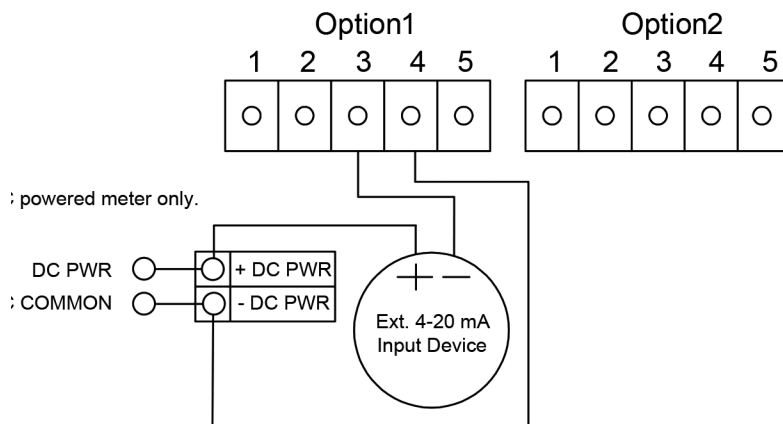 Option1 Option2
1 2 3 4 5 1 2 3 4 5
powered meter only.
DC PWR + DC PWR
COMMON - DC PWR
+ −
Ext. 4-20 mA
Input Device